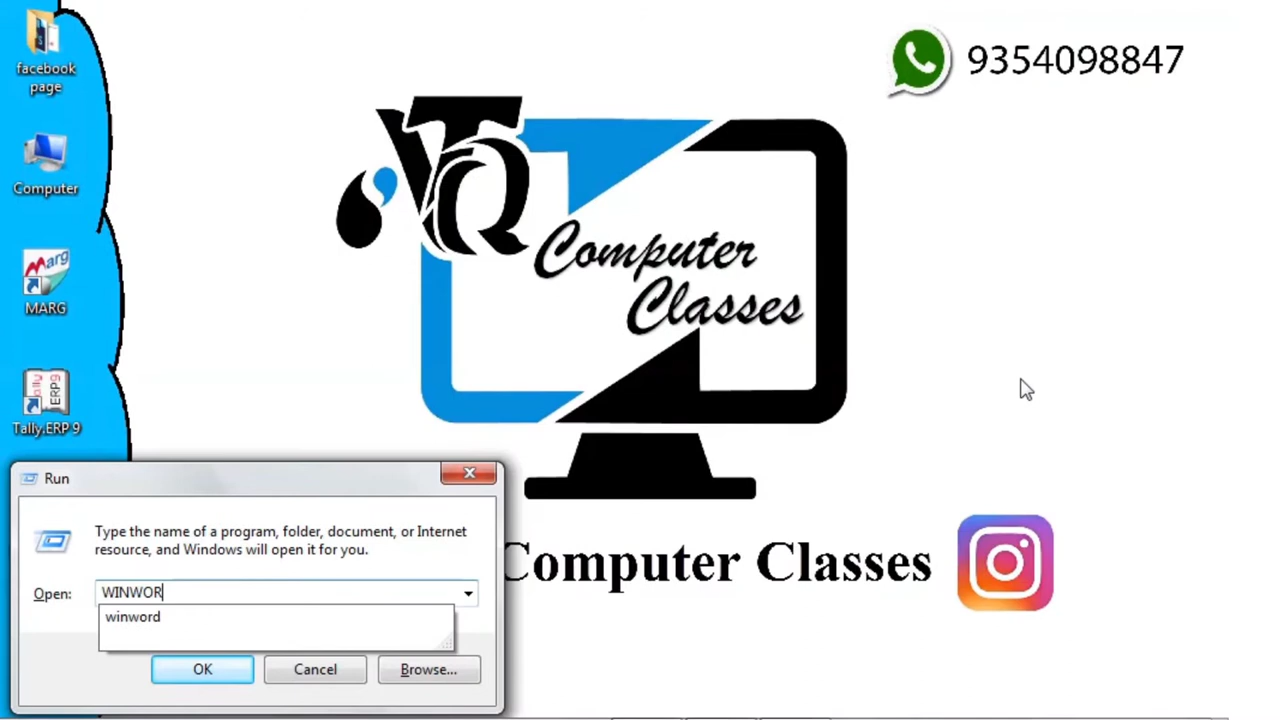 facebook
page
Computer
MARG
Tally.ERP 9
9354098847
Computer
Classes
Computer Classes
Run
Type the name of a program, folder, document, or Internet
resource, and Windows will open it for you.
Open:
WINWOR
winword
OK
Cancel
Browse...